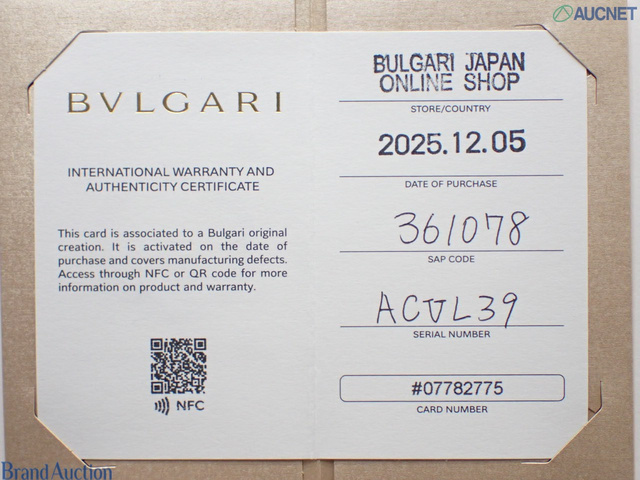 AUCNET
BVLGARI
INTERNATIONAL WARRANTY AND
AUTHENTICITY CERTIFICATE
This card is associated to a Bulgari original
creation. It is activated on the date of
purchase and covers manufacturing defects.
Access through NFC or QR code for more
information on product and warranty.
NFC
BULGARI JAPAN
ONLINE SHOP
STORE/COUNTRY
2025.12.05
DATE OF PURCHASE
361078
SAP CODE
ACVL39
SERIAL NUMBER
#07782775
CARD NUMBER
BrandAuction